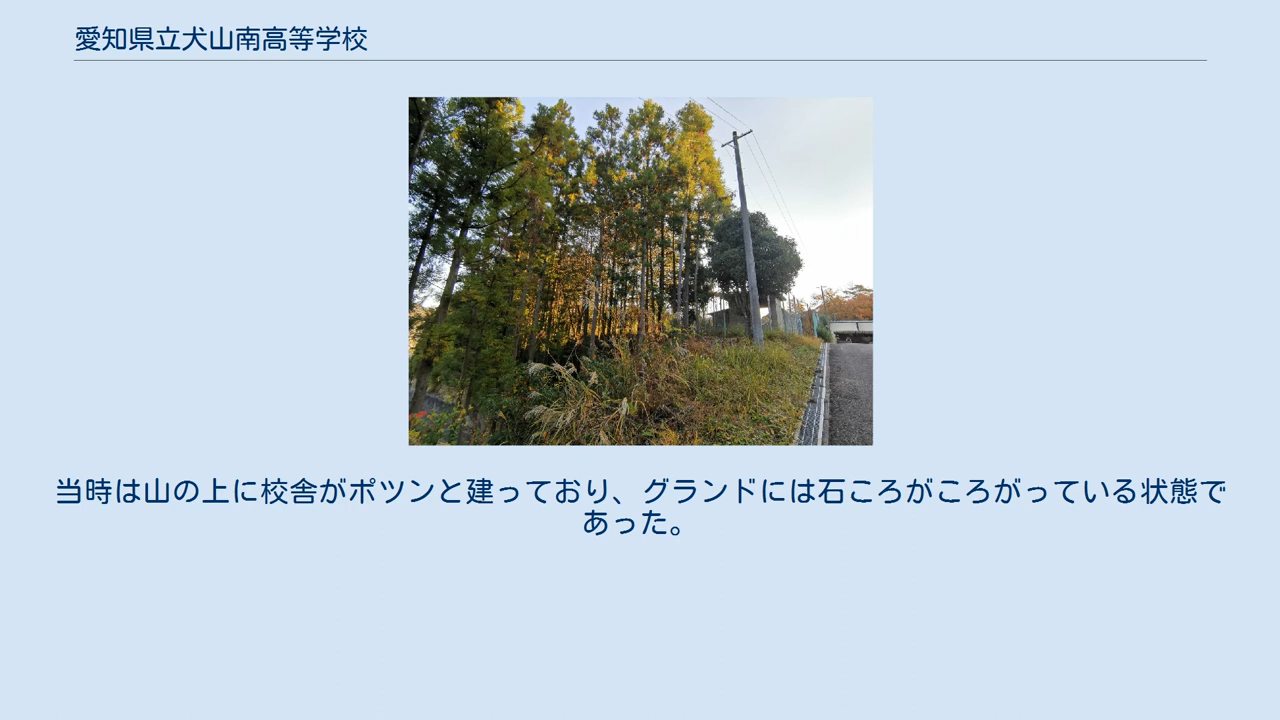 愛知県立犬山南高等学校
当時は山の上に校舎がポツンと建っており、グランドには石ころがころがっている状態で
あった。